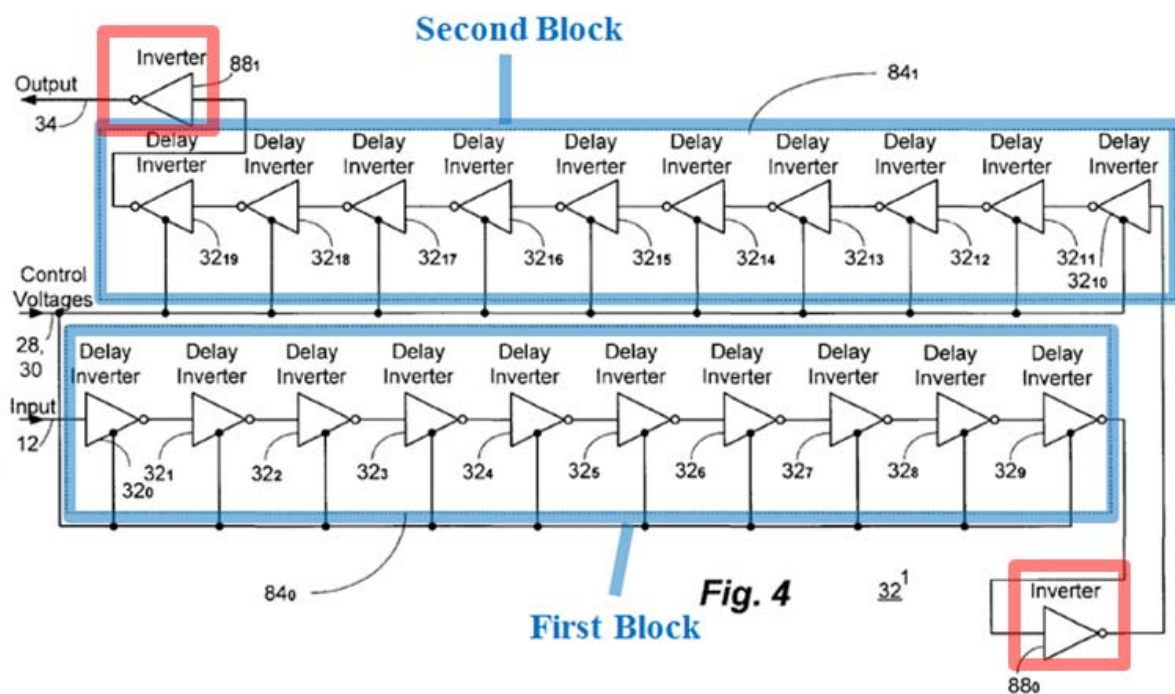 Second Block
Inverter
88₁
84₁
Output
34
Delay Delay Delay Delay Delay Delay Delay Delay Delay Delay
Inverter Inverter Inverter Inverter Inverter Inverter Inverter Inverter Inverter Inverter
32₁₉ 32₁₈ 32₁₇ 32₁₆ 32₁₅ 32₁₄ 32₁₃ 32₁₂ 32₁₁ 32₁₀
Control
Voltages
28,
30
Delay Delay Delay Delay Delay Delay Delay Delay Delay Delay
Inverter Inverter Inverter Inverter Inverter Inverter Inverter Inverter Inverter Inverter
Input
12
32₀ 32₁ 32₂ 32₃ 32₄ 32₅ 32₆ 32₇ 32₈ 32₉
84₀
Fig. 4
32¹
First Block
Inverter
88₀